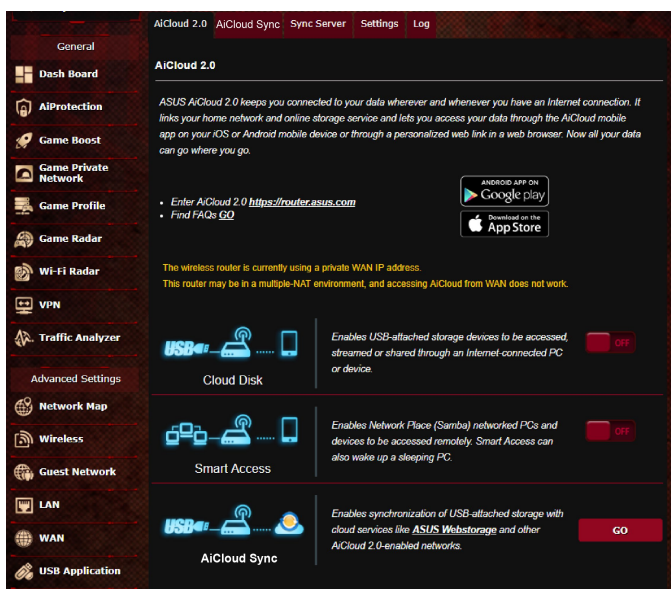 AiCloud 2.0
AiCloud Sync
Sync Server
Settings
Log
General
Dash Board
AiProtection
Game Boost
Game Private
Network
Game Profile
Game Radar
Wi-Fi Radar
VPN
Traffic Analyzer
Advanced Settings
Network Map
Wireless
Guest Network
LAN
WAN
USB Application
AiCloud 2.0
ASUS AiCloud 2.0 keeps you connected to your data wherever and whenever you have an Internet connection. It
links your home network and online storage service and lets you access your data through the AiCloud mobile
app on your iOS or Android mobile device or through a personalized web link in a web browser. Now all your data
can go where you go.
• Enter AiCloud 2.0 https://router.asus.com
• Find FAQs GO
ANDROID APP ON
Google play
Download on the
App Store
The wireless router is currently using a private WAN IP address.
This router may be in a multiple-NAT environment, and accessing AiCloud from WAN does not work.
USB
Cloud Disk
Enables USB-attached storage devices to be accessed,
streamed or shared through an Internet-connected PC
or device.
OFF
Smart Access
Enables Network Place (Samba) networked PCs and
devices to be accessed remotely. Smart Access can
also wake up a sleeping PC.
OFF
USB
AiCloud Sync
Enables synchronization of USB-attached storage with
cloud services like ASUS Webstorage and other
AiCloud 2.0-enabled networks.
GO